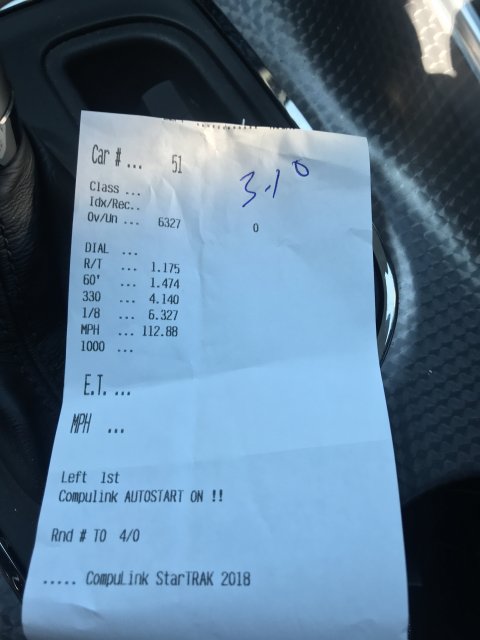 Car # ... 51
3.10
Class ...
Idx/Rec..
Ov/Un ... 6327 0
DIAL ...
R/T ... 1.175
60' ... 1.474
330 ... 4.140
1/8 ... 6.327
MPH ... 112.88
1000 ...
E.T. ...
MPH ...
Left 1st
Compulink AUTOSTART ON !!
Rnd # TO 4/0
..... CompuLink StarTRAK 2018